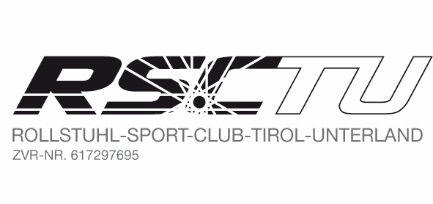 RSCTU
ROLLSTUHL-SPORT-CLUB-TIROL-UNTERLAND
ZVR-NR. 617297695